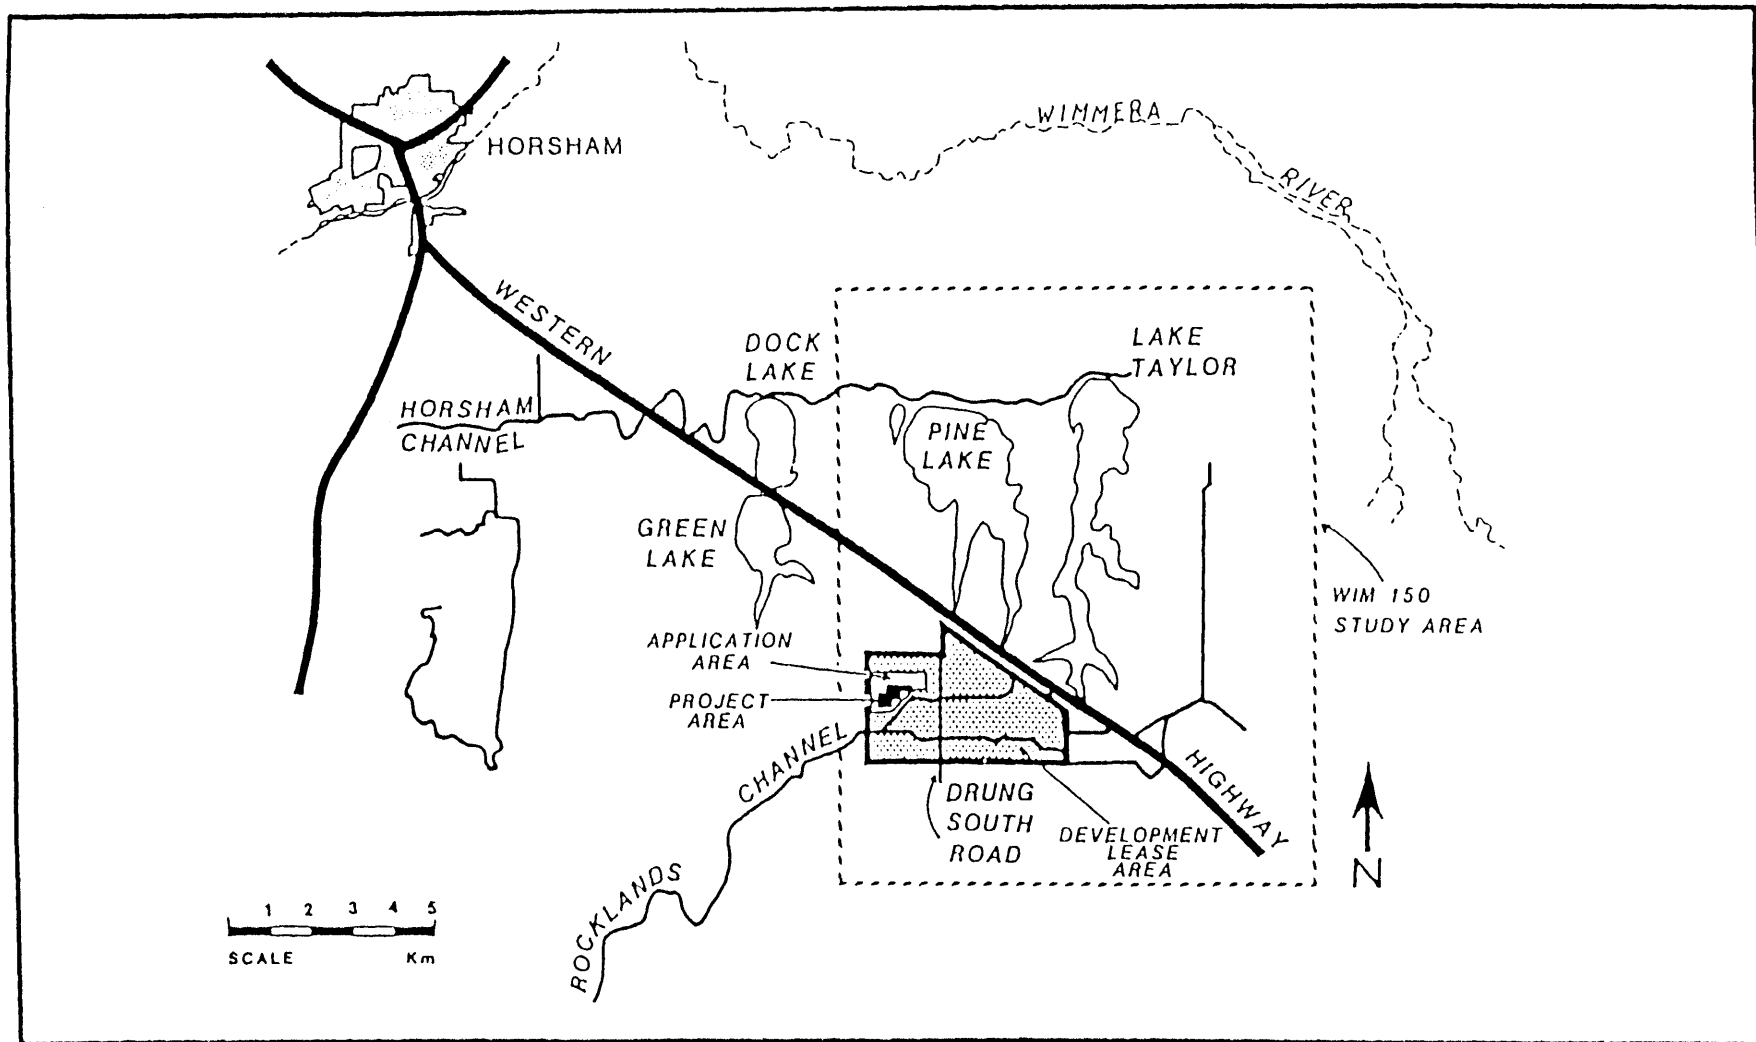 HORSHAM
WIMMERA
RIVER
WESTERN
DOCK
LAKE
LAKE
TAYLOR
HORSHAM
CHANNEL
PINE
LAKE
GREEN
LAKE
WIM 150
STUDY AREA
APPLICATION
AREA
PROJECT
AREA
CHANNEL
HIGHWAY
DRUNG
SOUTH
ROAD
DEVELOPMENT
LEASE
AREA
ROCKLANDS
N
1 2 3 4 5
SCALE Km